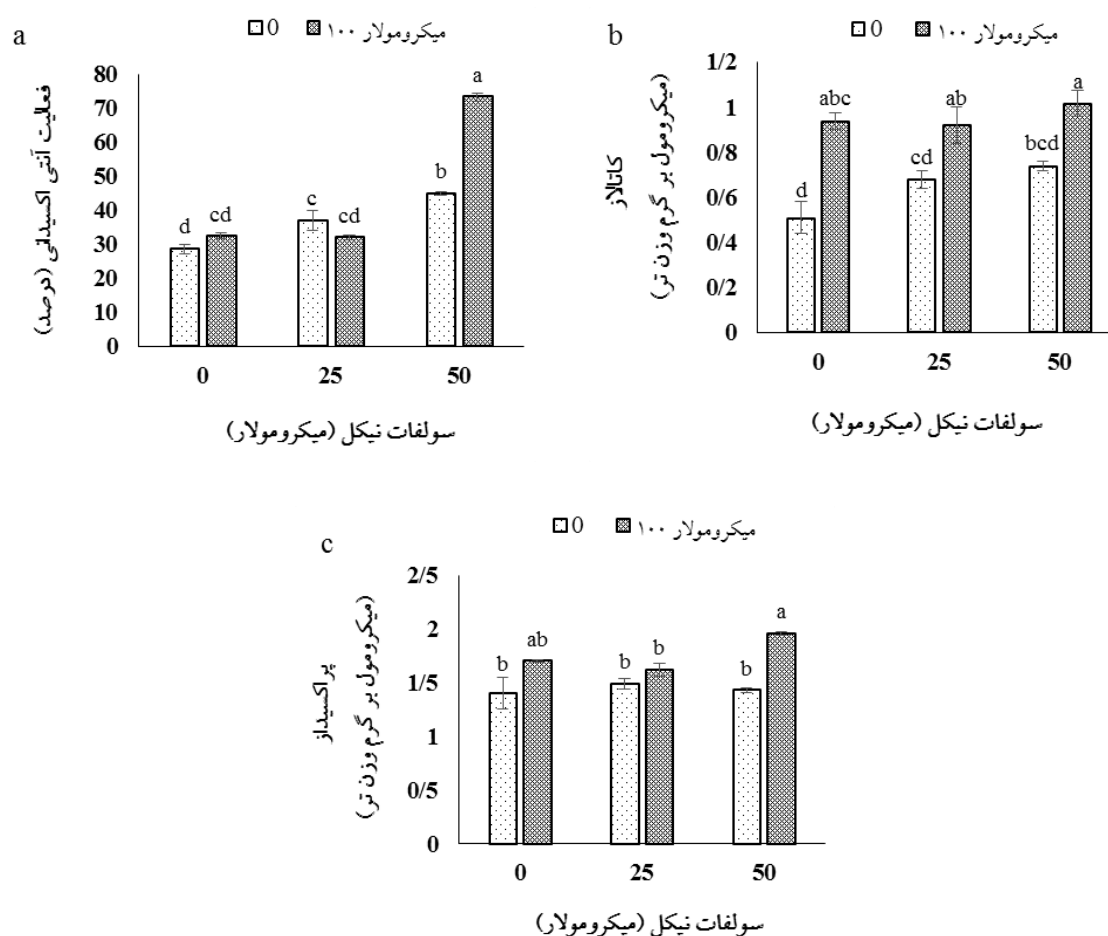 a
0 ۱۰۰ میکرومولار
فعالیت آنتی اکسیدانی (درصد)
80
70
60
50
40
30
20
10
0
d
cd
c
cd
b
a
0 25 50
سولفات نیکل (میکرومولار)
b
0 ۱۰۰ میکرومولار
کاتالاز
(میکرومول بر گرم وزن تر)
1/2
1
0/8
0/6
0/4
0/2
0
d
abc
cd
ab
bcd
a
0 25 50
سولفات نیکل (میکرومولار)
c
0 ۱۰۰ میکرومولار
پراکسیداز
(میکرومول بر گرم وزن تر)
2/5
2
1/5
1
0/5
0
b
ab
b
b
b
a
0 25 50
سولفات نیکل (میکرومولار)